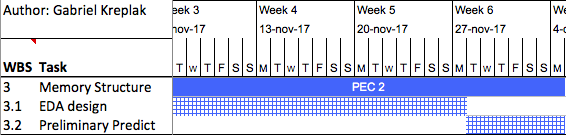 Author: Gabriel Kreplak eek 3 Week 4 Week 5 Week 6 We
nov-17 13-nov-17 20-nov-17 27-nov-17 4-d
WBS Task T W T F S S M T W T F S S M T W T F S S M T W T F S S M
3 Memory Structure PEC 2
3.1 EDA design
3.2 Preliminary Predict